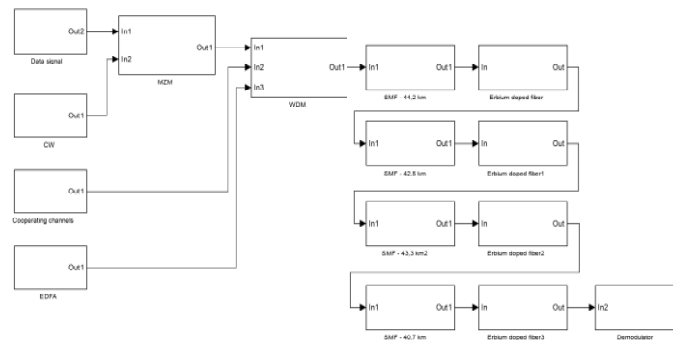 Out2
Data signal
In1
In2
Out1
MZM
Out1
CW
Out1
Cooperating channels
Out1
EDFA
In1
In2
In3
Out1
WDM
In1
Out1
SMF - 44,2 km
In
Out
Erbium doped fiber
In1
Out1
SMF - 42,5 km
In
Out
Erbium doped fiber1
In1
Out1
SMF - 43,3 km2
In
Out
Erbium doped fiber2
In1
Out1
SMF - 40,7 km
In
Out
Erbium doped fiber3
In2
Demodulator